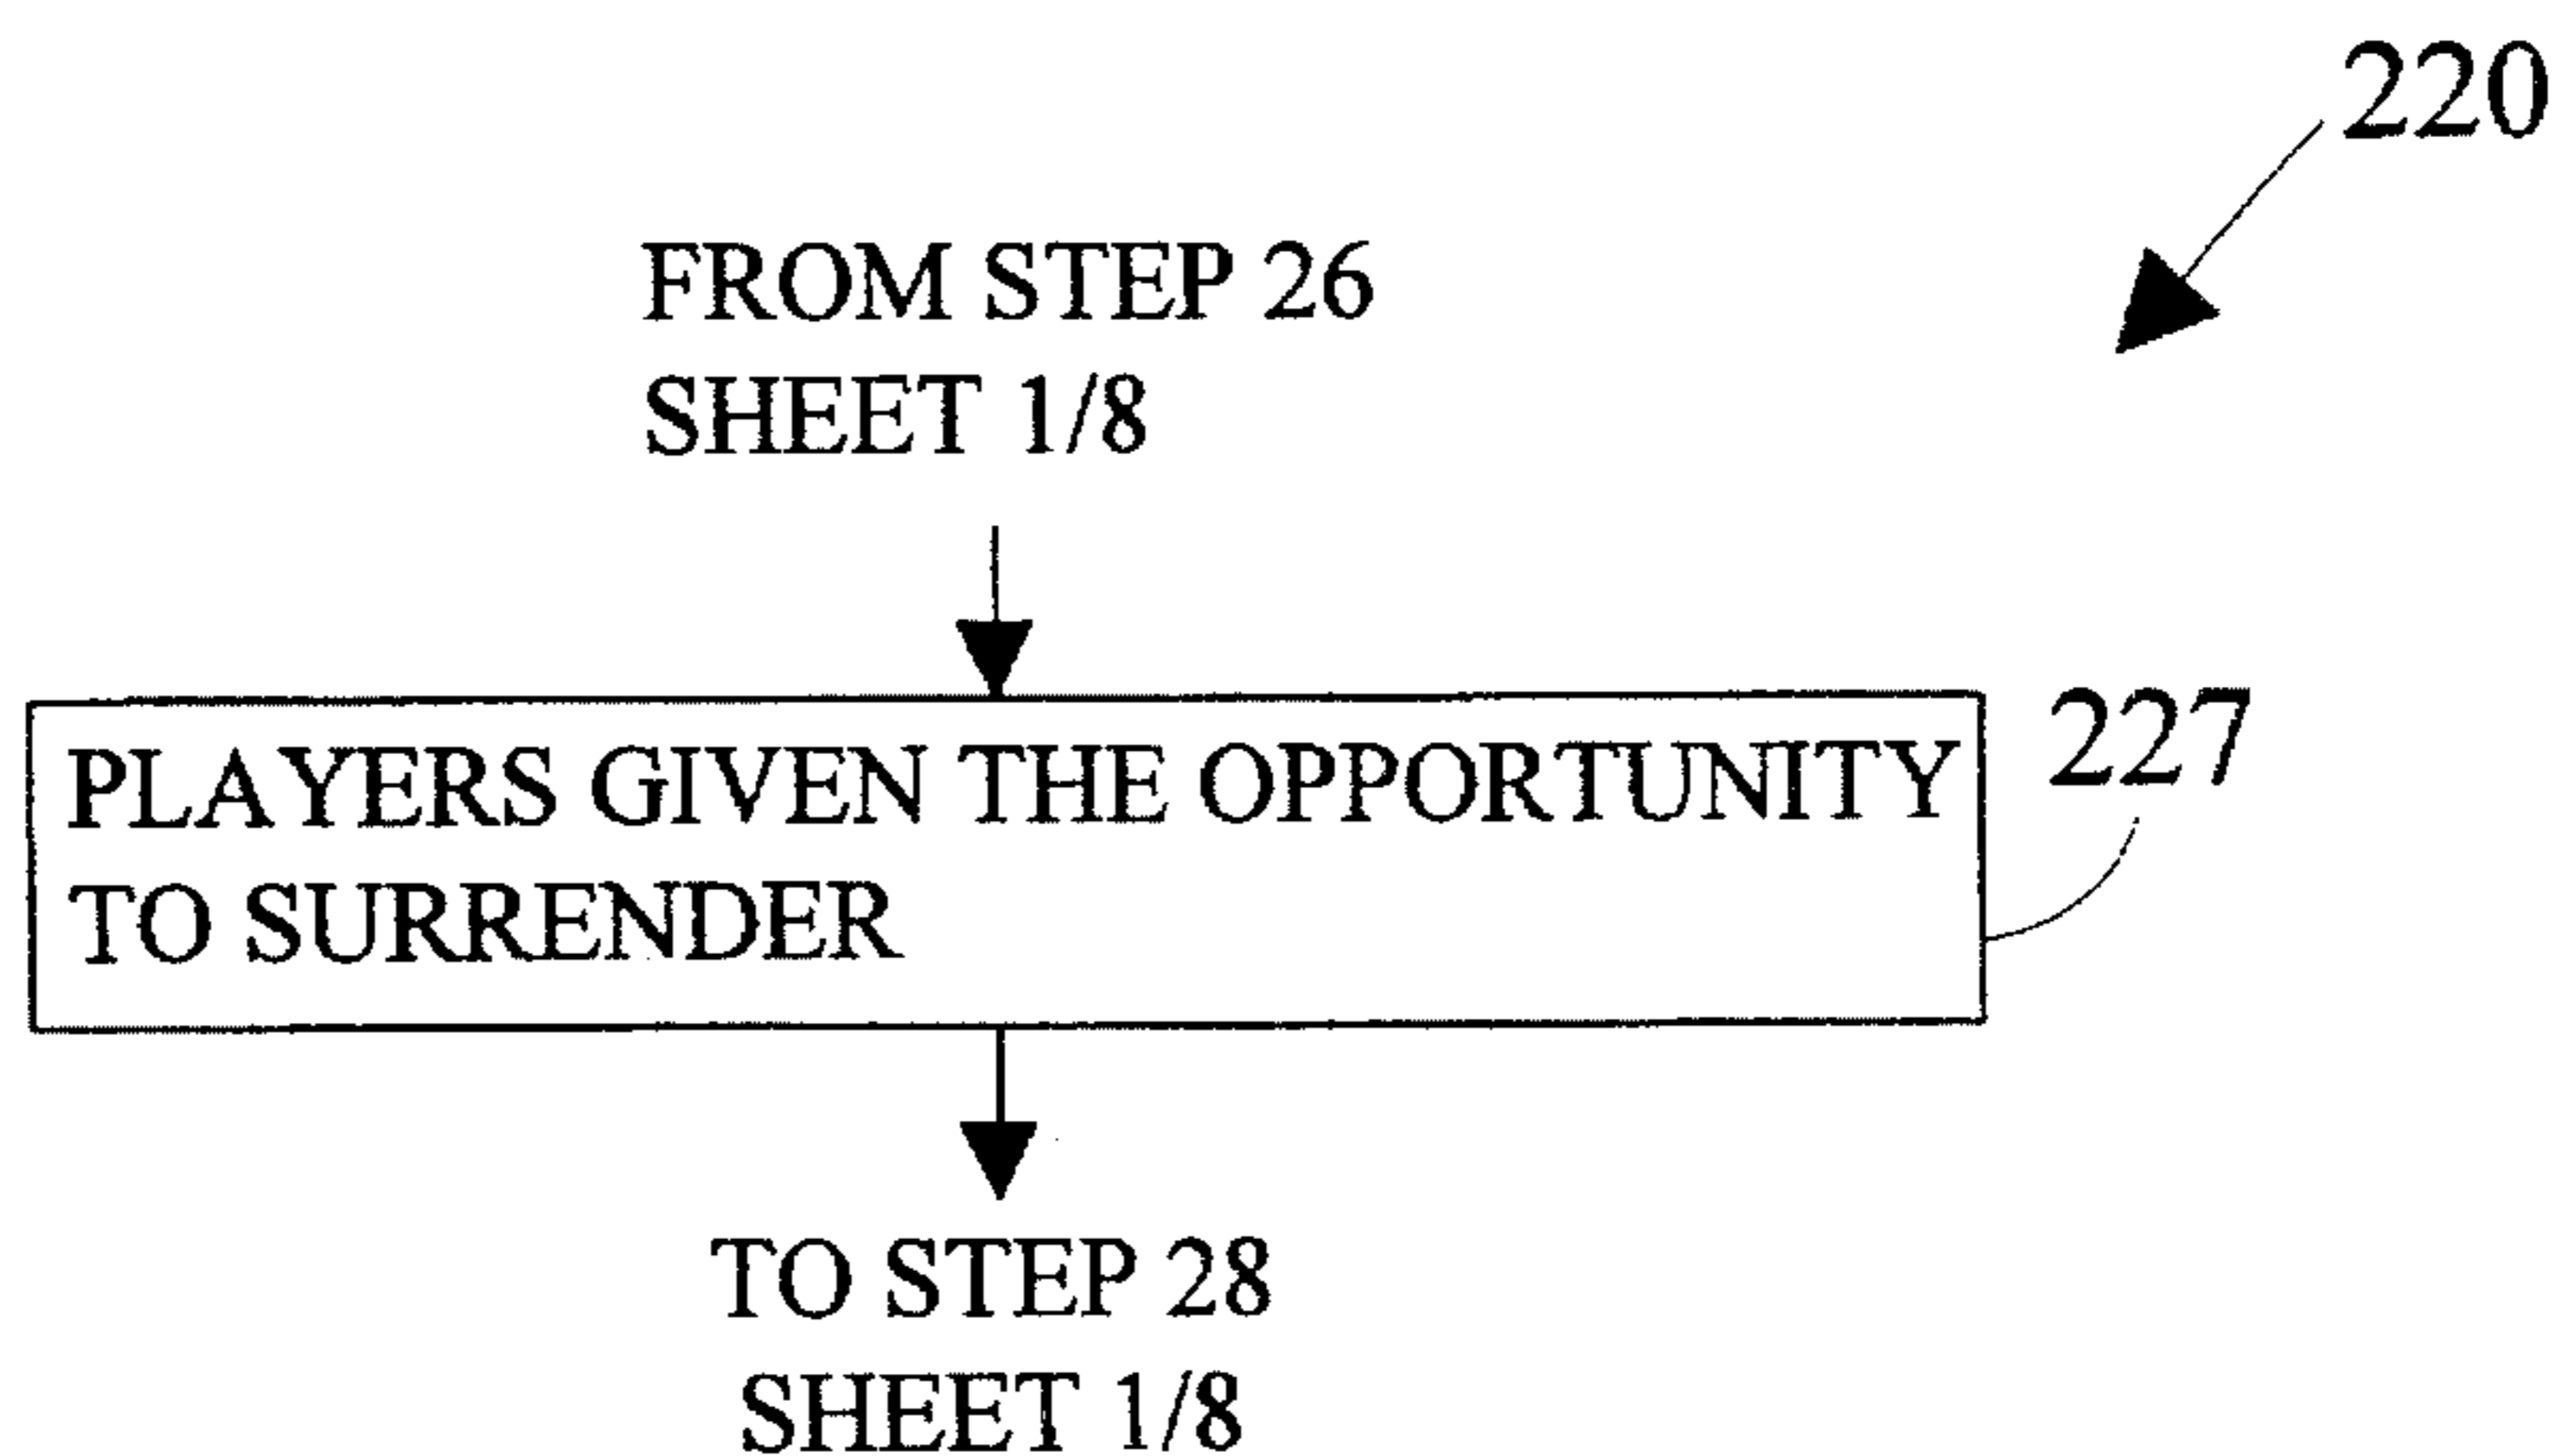 220
FROM STEP 26
SHEET 1/8
PLAYERS GIVEN THE OPPORTUNITY
TO SURRENDER
227
TO STEP 28
SHEET 1/8